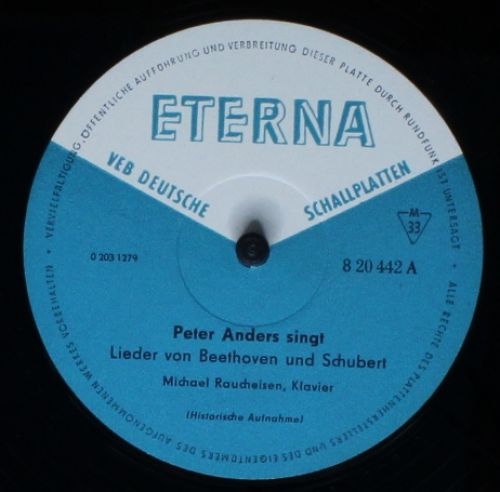 VERVIELFÄLTIGUNG, ÖFFENTLICHE AUFFÜHRUNG UND VERBREITUNG DIESER PLATTE DURCH RUNDFUNK IST UNTERSAGT • ALLE RECHTE DES PLATTENHERSTELLERS UND DES EIGENTÜMERS DES AUFGENOMMENEN WERKES VORBEHALTEN •
ETERNA
VEB DEUTSCHE SCHALLPLATTEN
M
33
0 203 1279
8 20 442 A
Peter Anders singt
Lieder von Beethoven und Schubert
Michael Raucheisen, Klavier
(Historische Aufnahme)